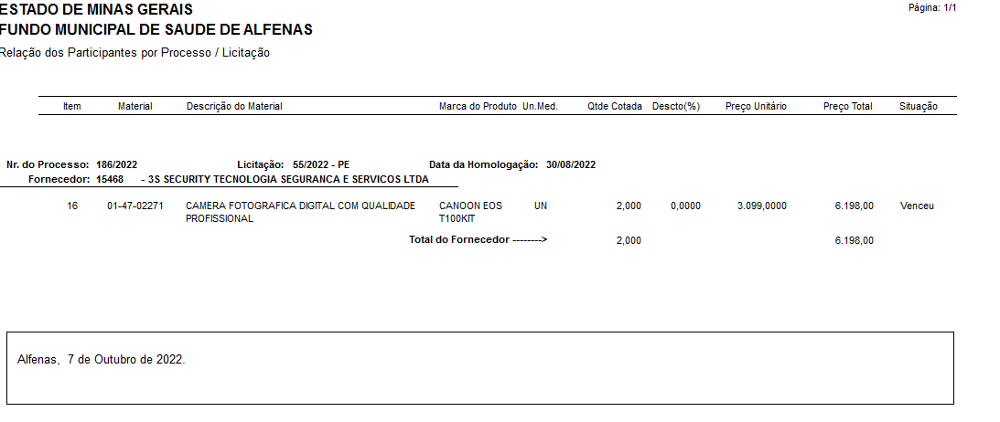 ESTADO DE MINAS GERAIS Página: 1/1
FUNDO MUNICIPAL DE SAUDE DE ALFENAS
Relação dos Participantes por Processo / Licitação
Item Material Descrição do Material Marca do Produto Un.Med. Qtde Cotada Descto(%) Preço Unitário Preço Total Situação
Nr. do Processo: 186/2022 Licitação: 55/2022 - PE Data da Homologação: 30/08/2022
Fornecedor: 15468 - 3S SECURITY TECNOLOGIA SEGURANCA E SERVICOS LTDA
16 01-47-02271 CAMERA FOTOGRAFICA DIGITAL COM QUALIDADE CANOON EOS UN 2,000 0,0000 3.099,0000 6.198,00 Venceu
PROFISSIONAL T100KIT
Total do Fornecedor --------> 2,000 6.198,00
Alfenas, 7 de Outubro de 2022.